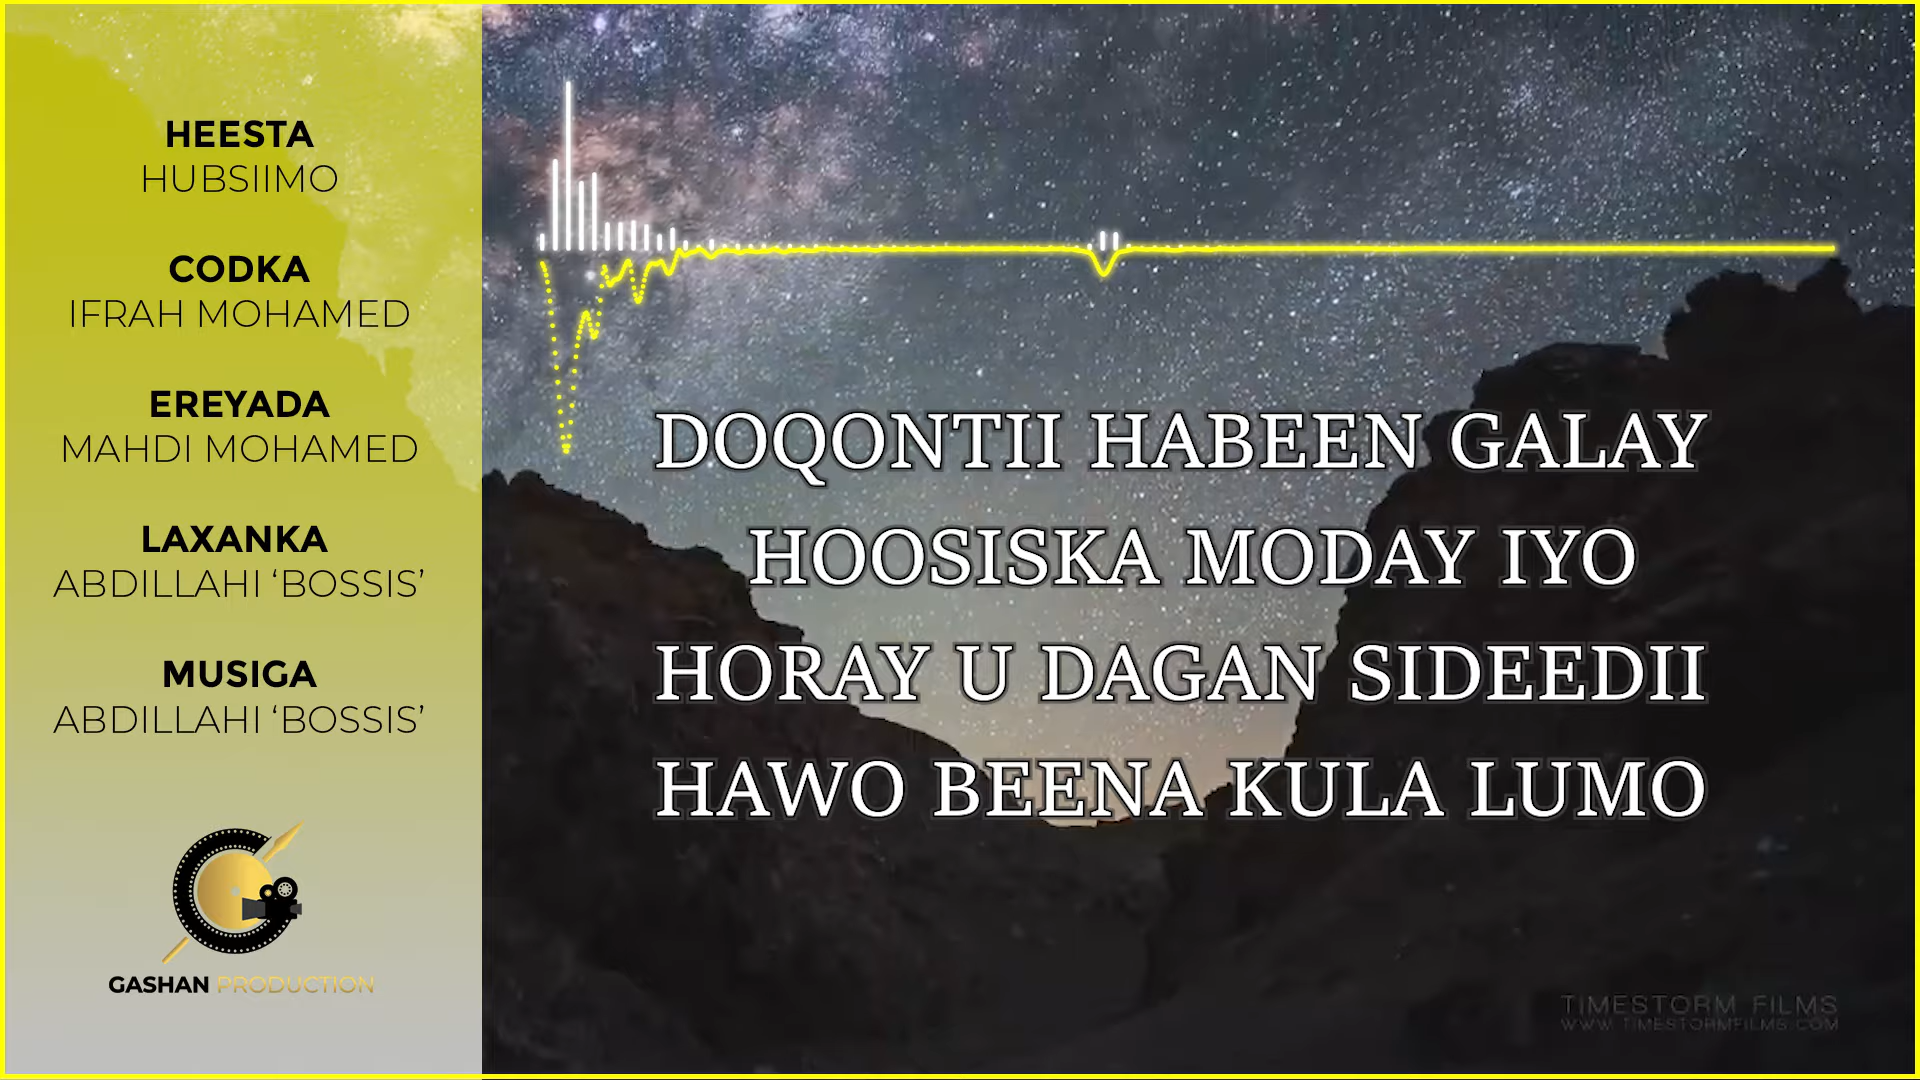 HEESTA
HUBSIIMO
CODKA
IFRAH MOHAMED
EREYADA
MAHDI MOHAMED
LAXANKA
ABDILLAHI ‘BOSSIS’
MUSIGA
ABDILLAHI ‘BOSSIS’
GASHAN PRODUCTION
DOQONTII HABEEN GALAY
HOOSISKA MODAY IYO
HORAY U DAGAN SIDEEDII
HAWO BEENA KULA LUMO
TIMESTORM FILMS
WWW.TIMESTORMFILMS.COM